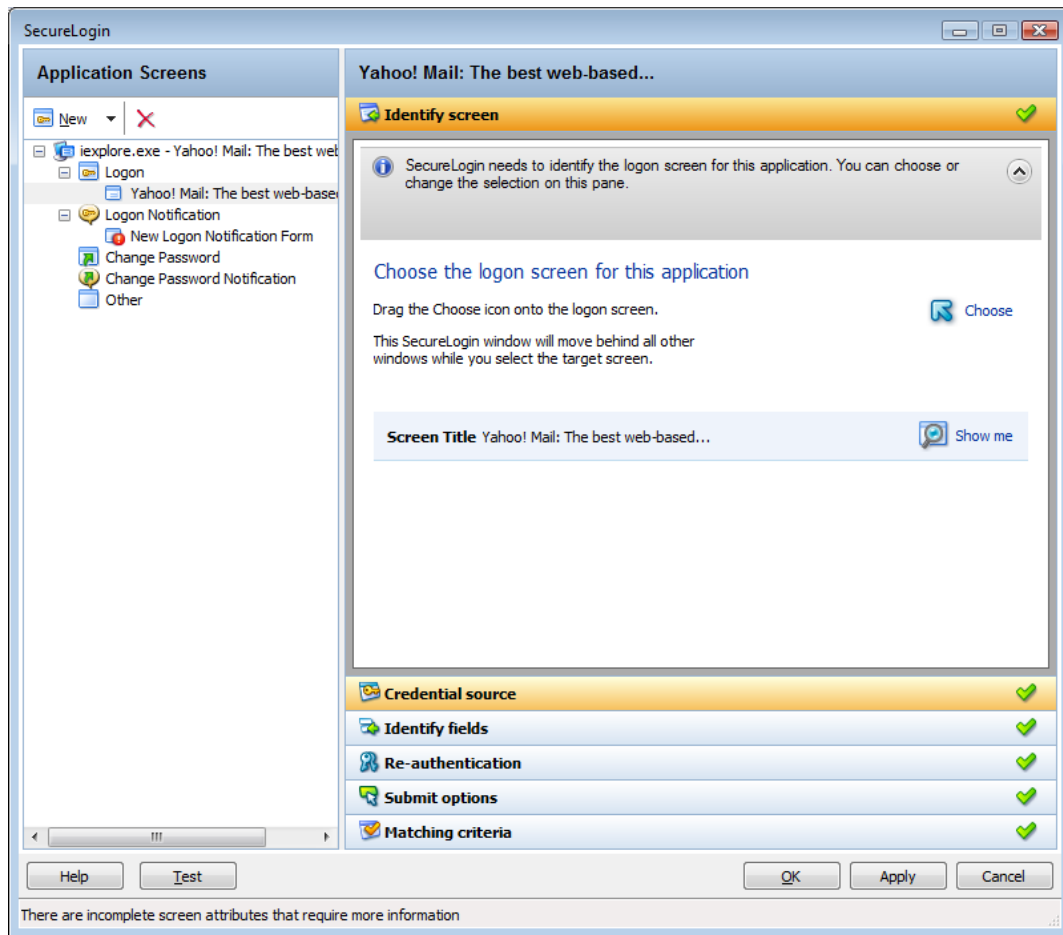 SecureLogin
Application Screens
New
iexplore.exe - Yahoo! Mail: The best wel
Logon
Yahoo! Mail: The best web-base
Logon Notification
New Logon Notification Form
Change Password
Change Password Notification
Other
Yahoo! Mail: The best web-based...
Identify screen
SecureLogin needs to identify the logon screen for this application. You can choose or
change the selection on this pane.
Choose the logon screen for this application
Drag the Choose icon onto the logon screen.
Choose
This SecureLogin window will move behind all other
windows while you select the target screen.
Screen Title Yahoo! Mail: The best web-based...
Show me
Credential source
Identify fields
Re-authentication
Submit options
Matching criteria
Help
Test
OK
Apply
Cancel
There are incomplete screen attributes that require more information